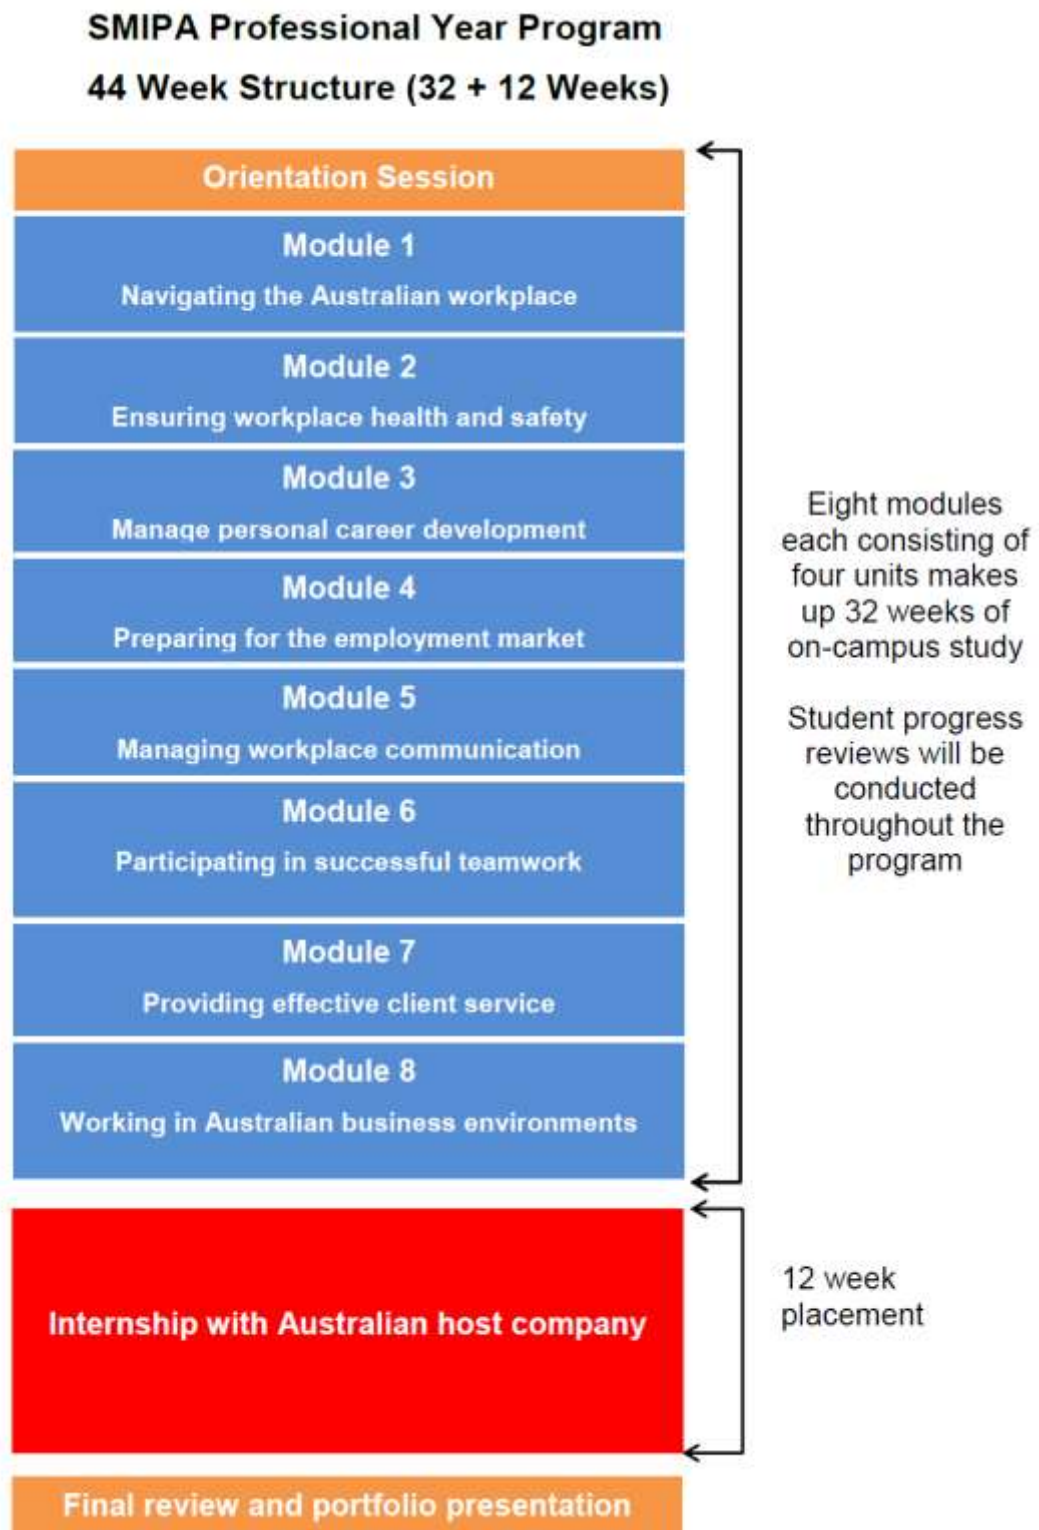 SMIPA Professional Year Program
44 Week Structure (32 + 12 Weeks)
Orientation Session
Module 1
Navigating the Australian workplace
Module 2
Ensuring workplace health and safety
Module 3
Manage personal career development
Module 4
Preparing for the employment market
Module 5
Managing workplace communication
Module 6
Participating in successful teamwork
Module 7
Providing effective client service
Module 8
Working in Australian business environments
Eight modules
each consisting of
four units makes
up 32 weeks of
on-campus study
Student progress
reviews will be
conducted
throughout the
program
Internship with Australian host company
12 week
placement
Final review and portfolio presentation